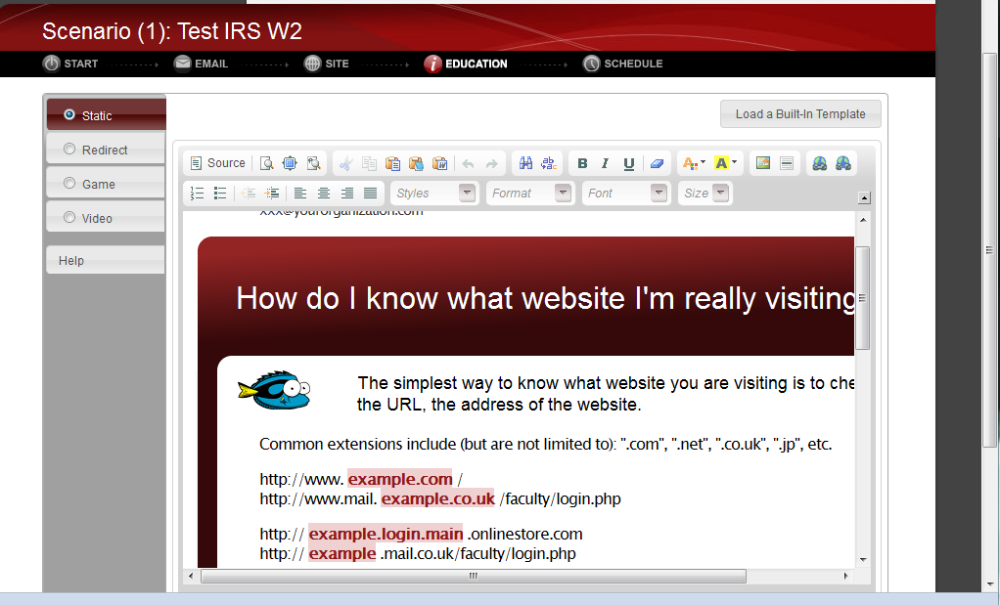 Scenario (1): Test IRS W2
START
EMAIL
SITE
EDUCATION
SCHEDULE
Static
Redirect
Game
Video
Help
Load a Built-In Template
Source
B I U A A
Styles
Format
Font
Size
xxx@yourorganization.com
How do I know what website I'm really visiting
The simplest way to know what website you are visiting is to che
the URL, the address of the website.
Common extensions include (but are not limited to): ".com", ".net", ".co.uk", ".jp", etc.
http://www. example.com /
http://www.mail. example.co.uk /faculty/login.php
http:// example.login.main .onlinestore.com
http:// example .mail.co.uk/faculty/login.php